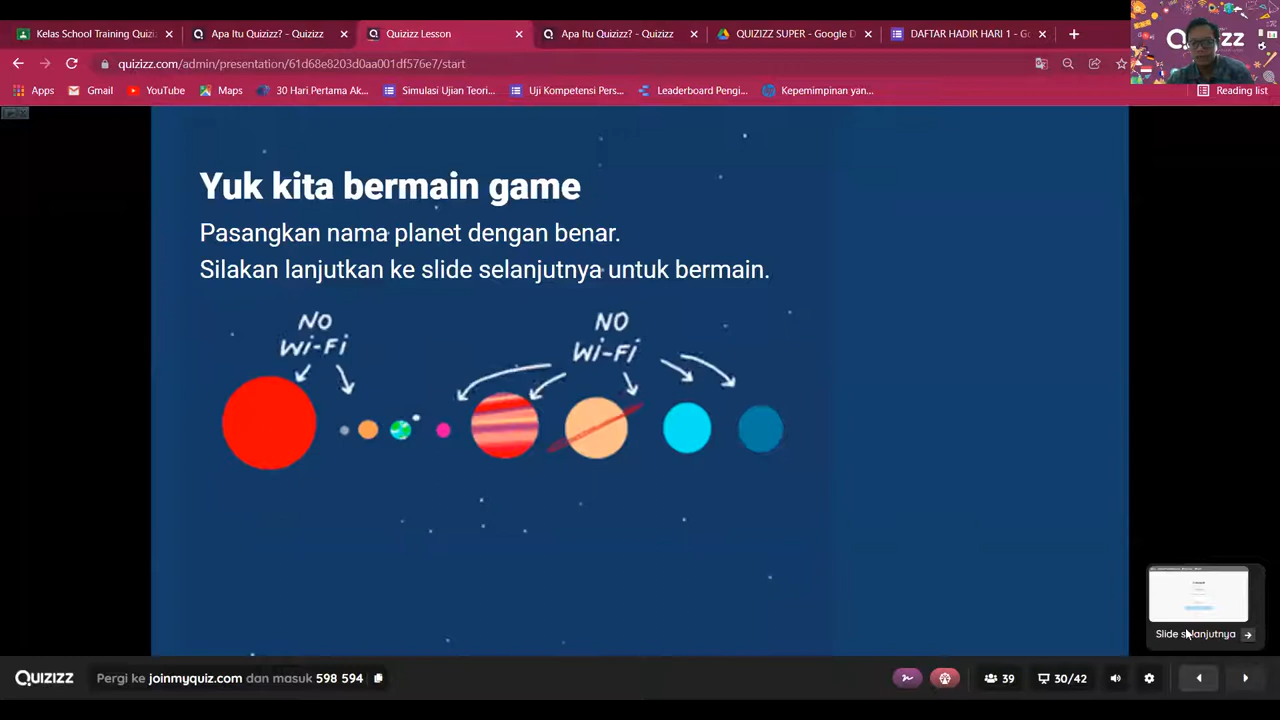 Kelas School Training Quizi
Apa Itu Quizizz? - Quizizz
Quizizz Lesson
Apa Itu Quizizz? - Quizizz
QUIZIZZ SUPER - Google D
DAFTAR HADIR HARI 1 - Go
quizizz.com/admin/presentation/61d68e8203d0aa001df576e7/start
Apps
Gmail
YouTube
Maps
30 Hari Pertama Ak...
Simulasi Ujian Teori...
Uji Kompetensi Pers...
Leaderboard Pengi...
Kepemimpinan yan...
Reading list
Yuk kita bermain game
Pasangkan nama planet dengan benar.
Silakan lanjutkan ke slide selanjutnya untuk bermain.
NO
Wi-Fi
NO
Wi-Fi
Slide selanjutnya
QUIZIZZ
Pergi ke joinmyquiz.com dan masuk 598 594
39
30/42